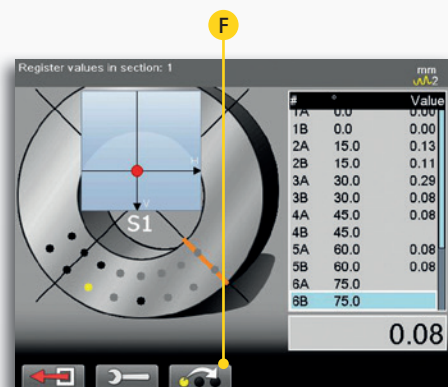 F
Register values in section: 1
mm
2
# ° Value
1A 0.0 0.00
1B 0.0 0.00
2A 15.0 0.13
2B 15.0 0.11
3A 30.0 0.29
3B 30.0 0.08
4A 45.0 0.08
4B 45.0
5A 60.0 0.08
5B 60.0 0.08
6A 75.0
6B 75.0
0.08
H
V
S1